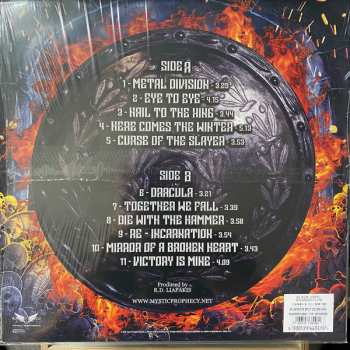 SIDE A
1 - METAL DIVISION - 3.29
2 - EYE TO EYE - 4.15
3 - HAIL TO THE KING - 3.44
4 - HERE COMES THE WINTER - 5.13
5 - CURSE OF THE SLAYER - 3.53
SIDE B
6 - DRACULA - 3.21
7 - TOGETHER WE FALL - 3.39
8 - DIE WITH THE HAMMER - 3.58
9 - RE - INCARNATION - 3.54
10 - MIRROR OF A BROKEN HEART - 3.43
11 - VICTORY IS MINE - 4.09
Produced by
R.D. LIAPAKIS
WWW.MYSTICPROPHECY.NET